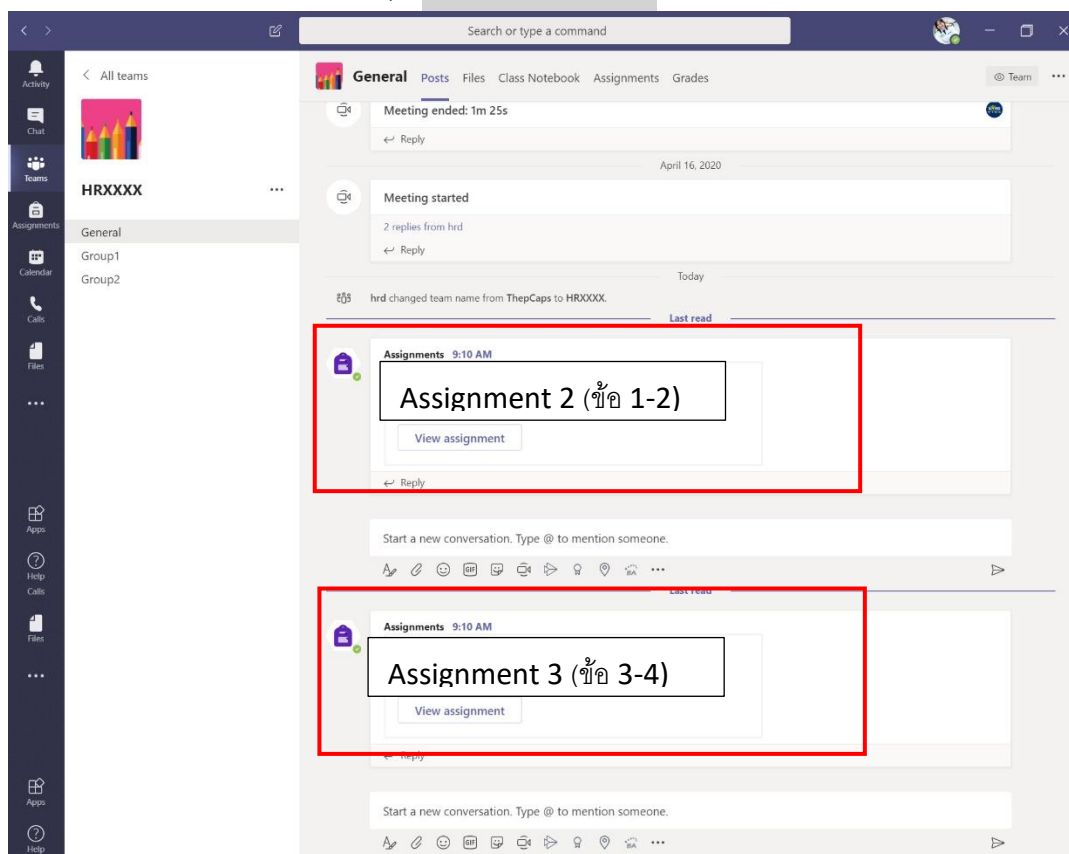 Search or type a command
Activity
Chat
Teams
Assignments
Calendar
Calls
Files
Apps
Help
Calls
Files
Apps
Help
All teams
HRXXXX
General
Group1
Group2
General Posts Files Class Notebook Assignments Grades
Team
Meeting ended: 1m 25s
Reply
April 16, 2020
Meeting started
2 replies from hrd
Reply
Today
hrd changed team name from ThepCaps to HRXXXX.
Last read
Assignments 9:10 AM
Assignment 2 (ข้อ 1-2)
View assignment
Reply
Start a new conversation. Type @ to mention someone.
GIF
Last read
Assignments 9:10 AM
Assignment 3 (ข้อ 3-4)
View assignment
Reply
Start a new conversation. Type @ to mention someone.
GIF